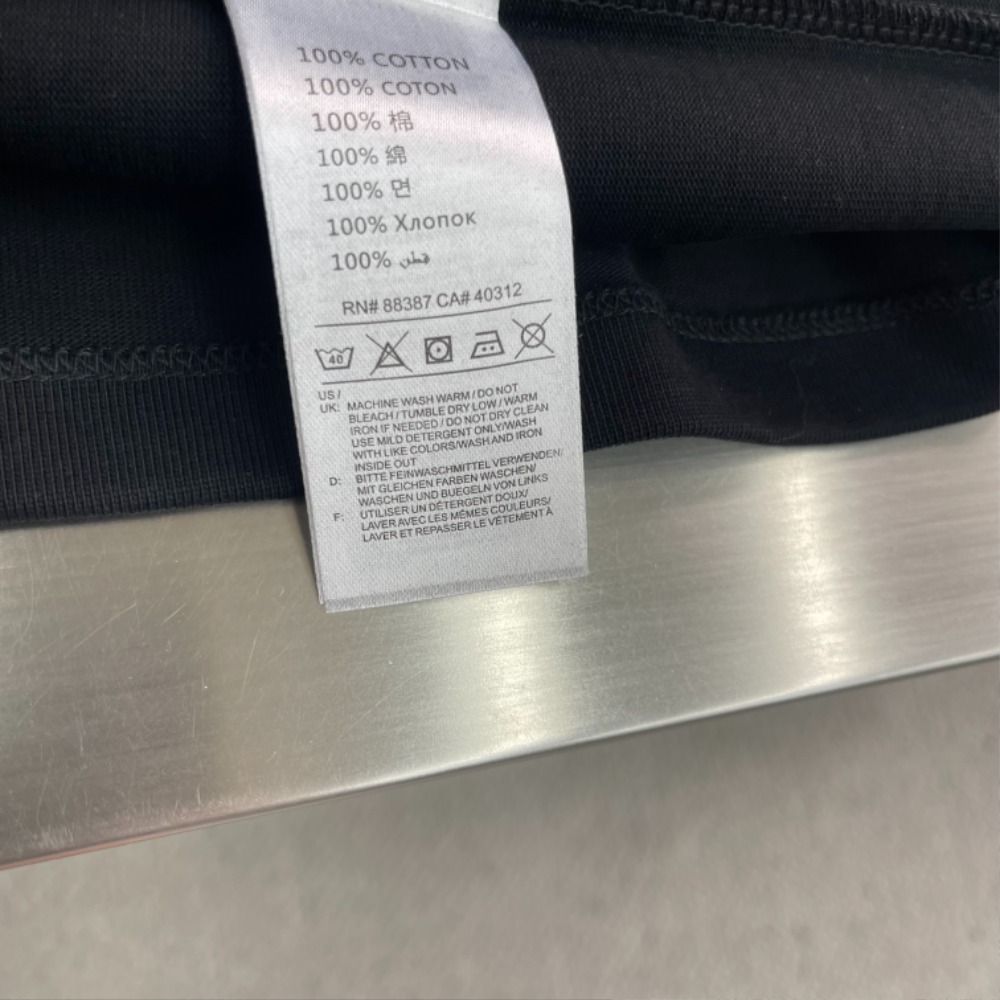 100% COTTON
100% COTON
100% 棉
100% 綿
100% 면
100% Хлопок
100% قطن
RN# 88387 CA# 40312
40
US /
UK: MACHINE WASH WARM / DO NOT
BLEACH / TUMBLE DRY LOW / WARM
IRON IF NEEDED / DO NOT DRY CLEAN
USE MILD DETERGENT ONLY/WASH
WITH LIKE COLORS/WASH AND IRON
INSIDE OUT
D: BITTE FEINWASCHMITTEL VERWENDEN/
MIT GLEICHEN FARBEN WASCHEN/
WASCHEN UND BUEGELN VON LINKS
F: UTILISER UN DÉTERGENT DOUX/
LAVER AVEC LES MÊMES COULEURS/
LAVER ET REPASSER LE VÊTEMENT À